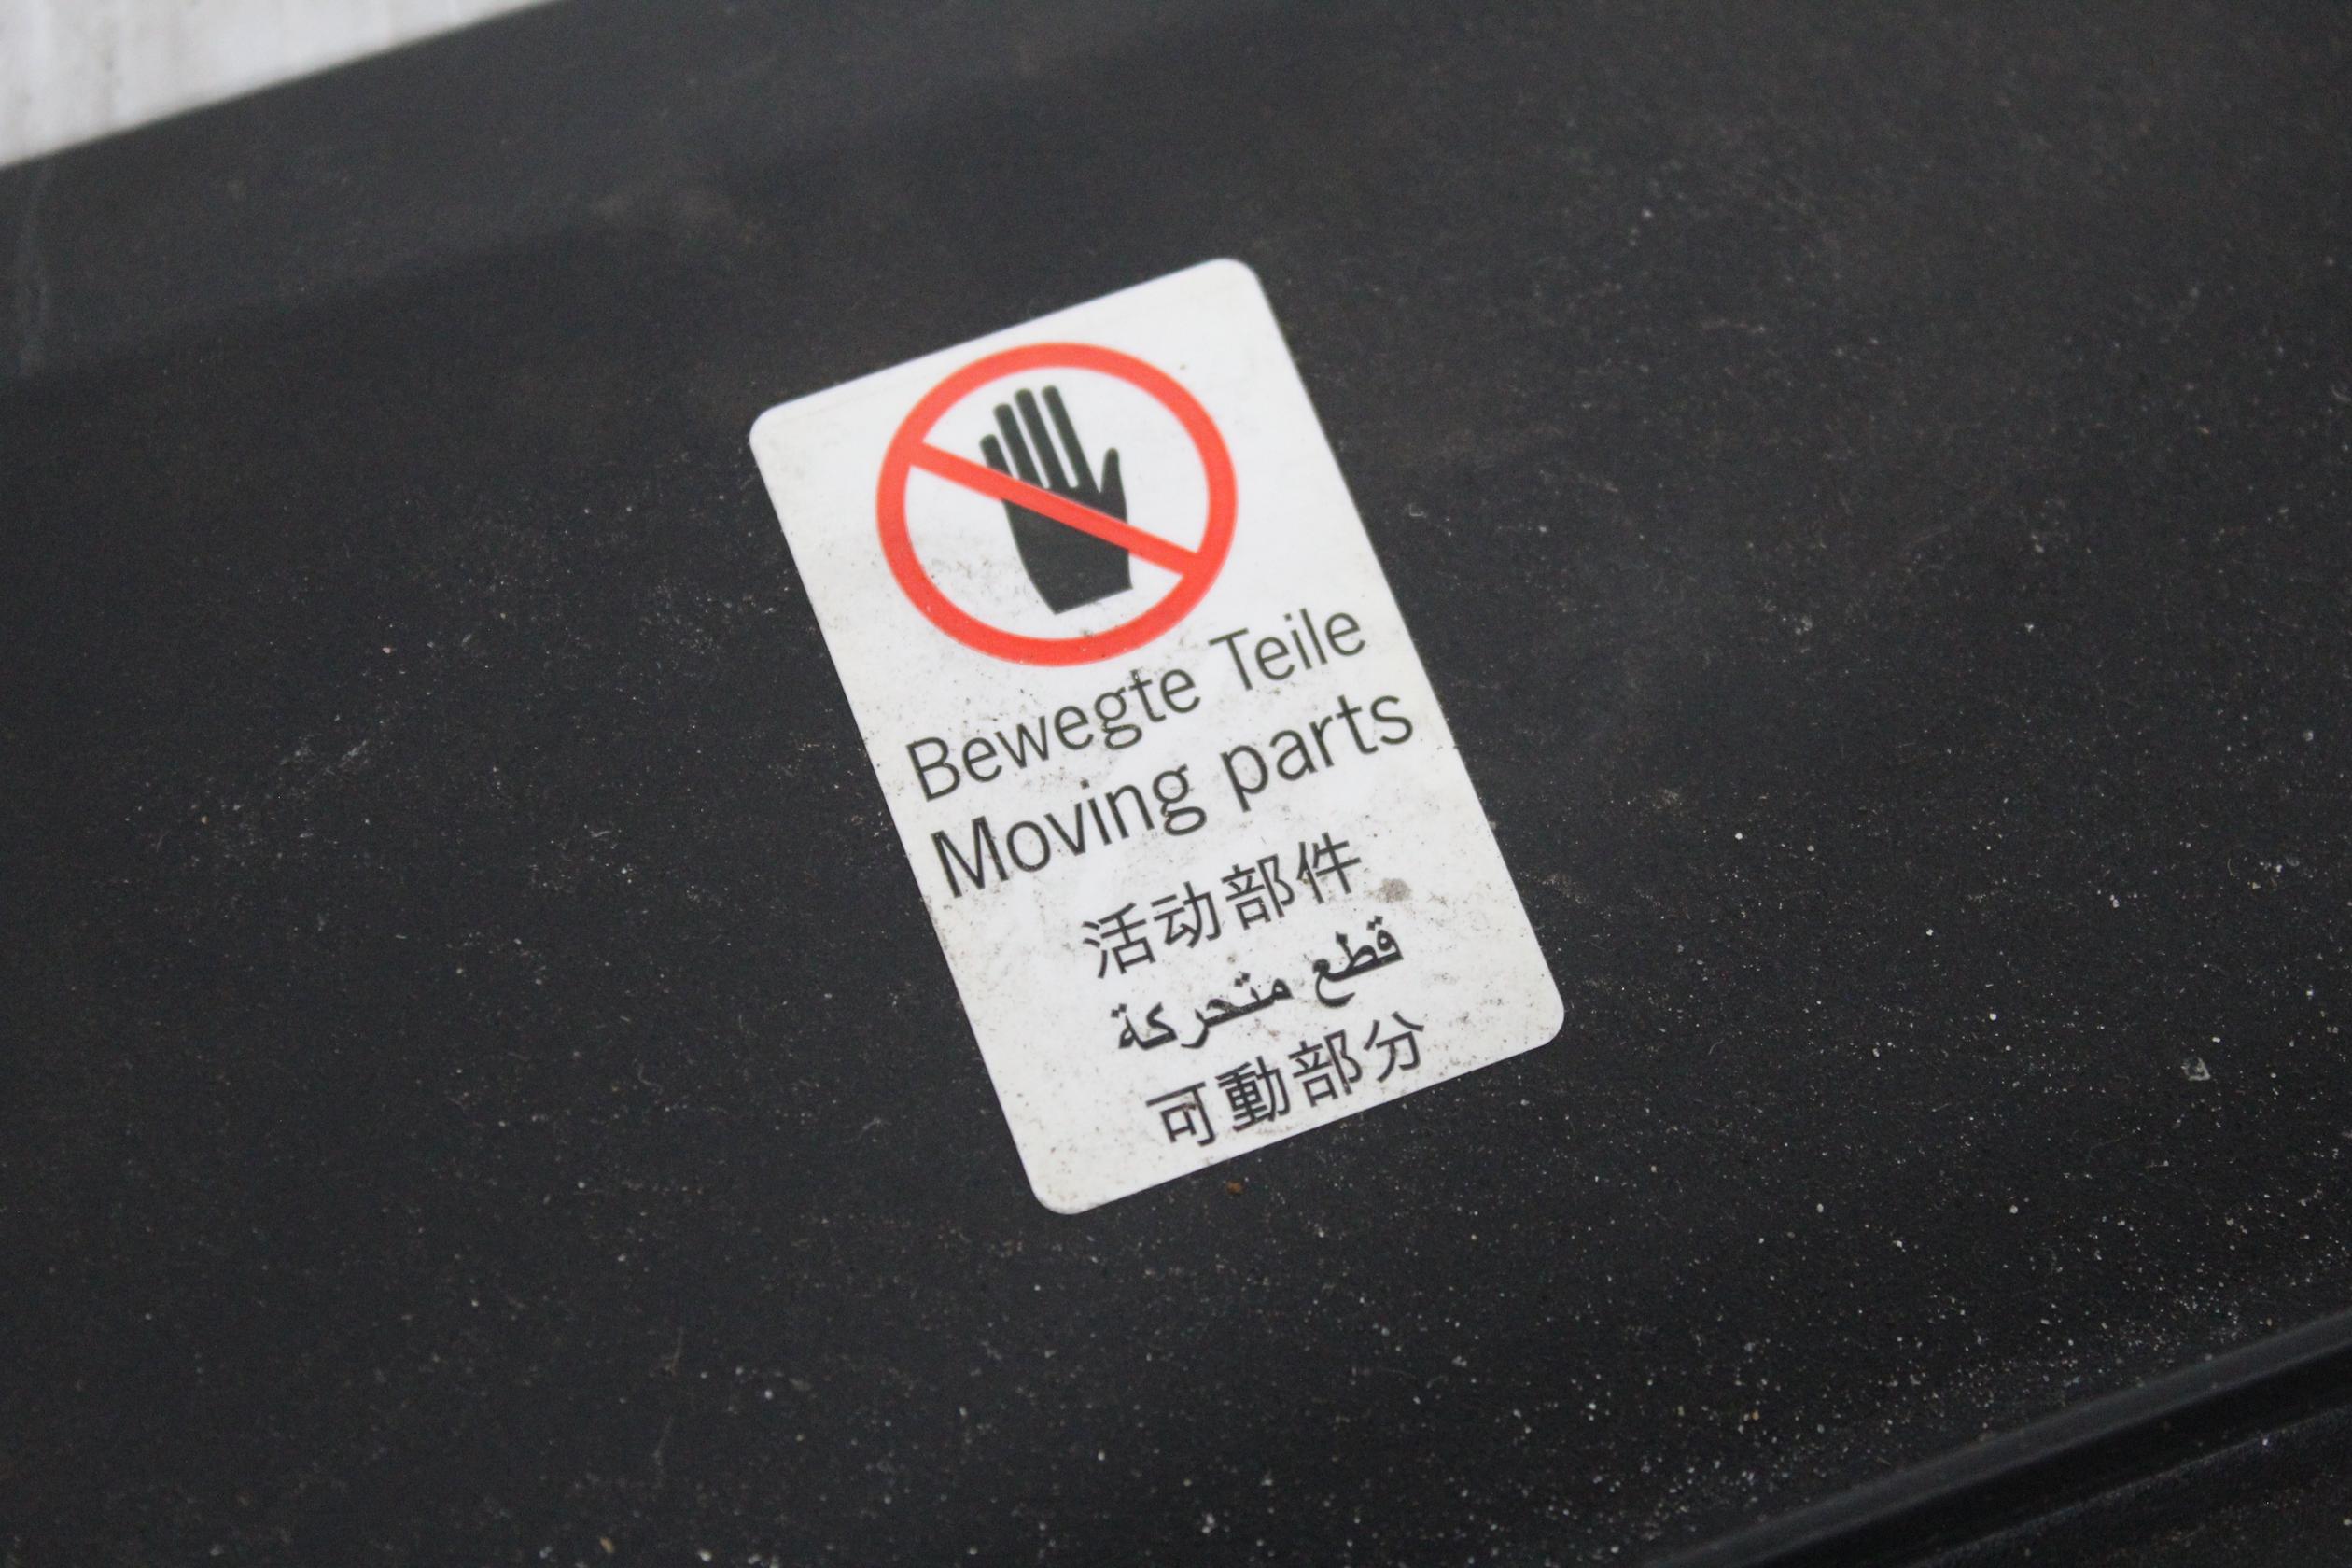 Bewegte Teile
Moving parts
活动部件
قطع متحركة
可動部分